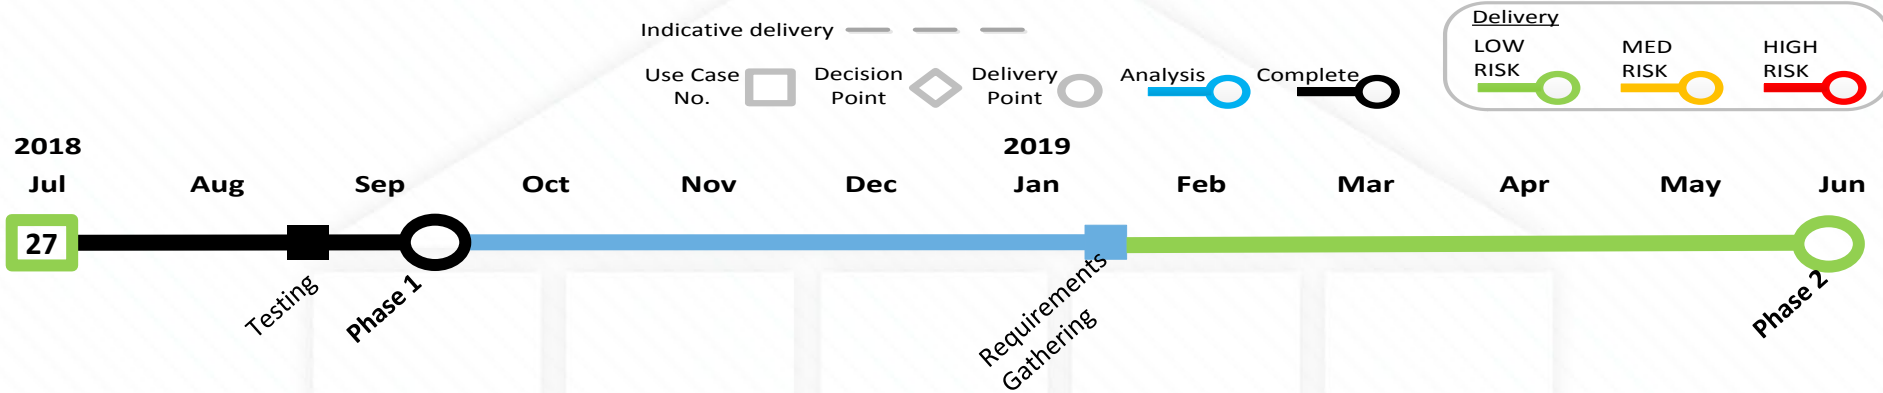 Indicative delivery
Use Case
No.
Decision
Point
Delivery
Point
Analysis
Complete
Delivery
LOW
RISK
MED
RISK
HIGH
RISK
2018
2019
Jul Aug Sep Oct Nov Dec Jan Feb Mar Apr May Jun
27
Testing
Phase 1
Requirements
Gathering
Phase 2